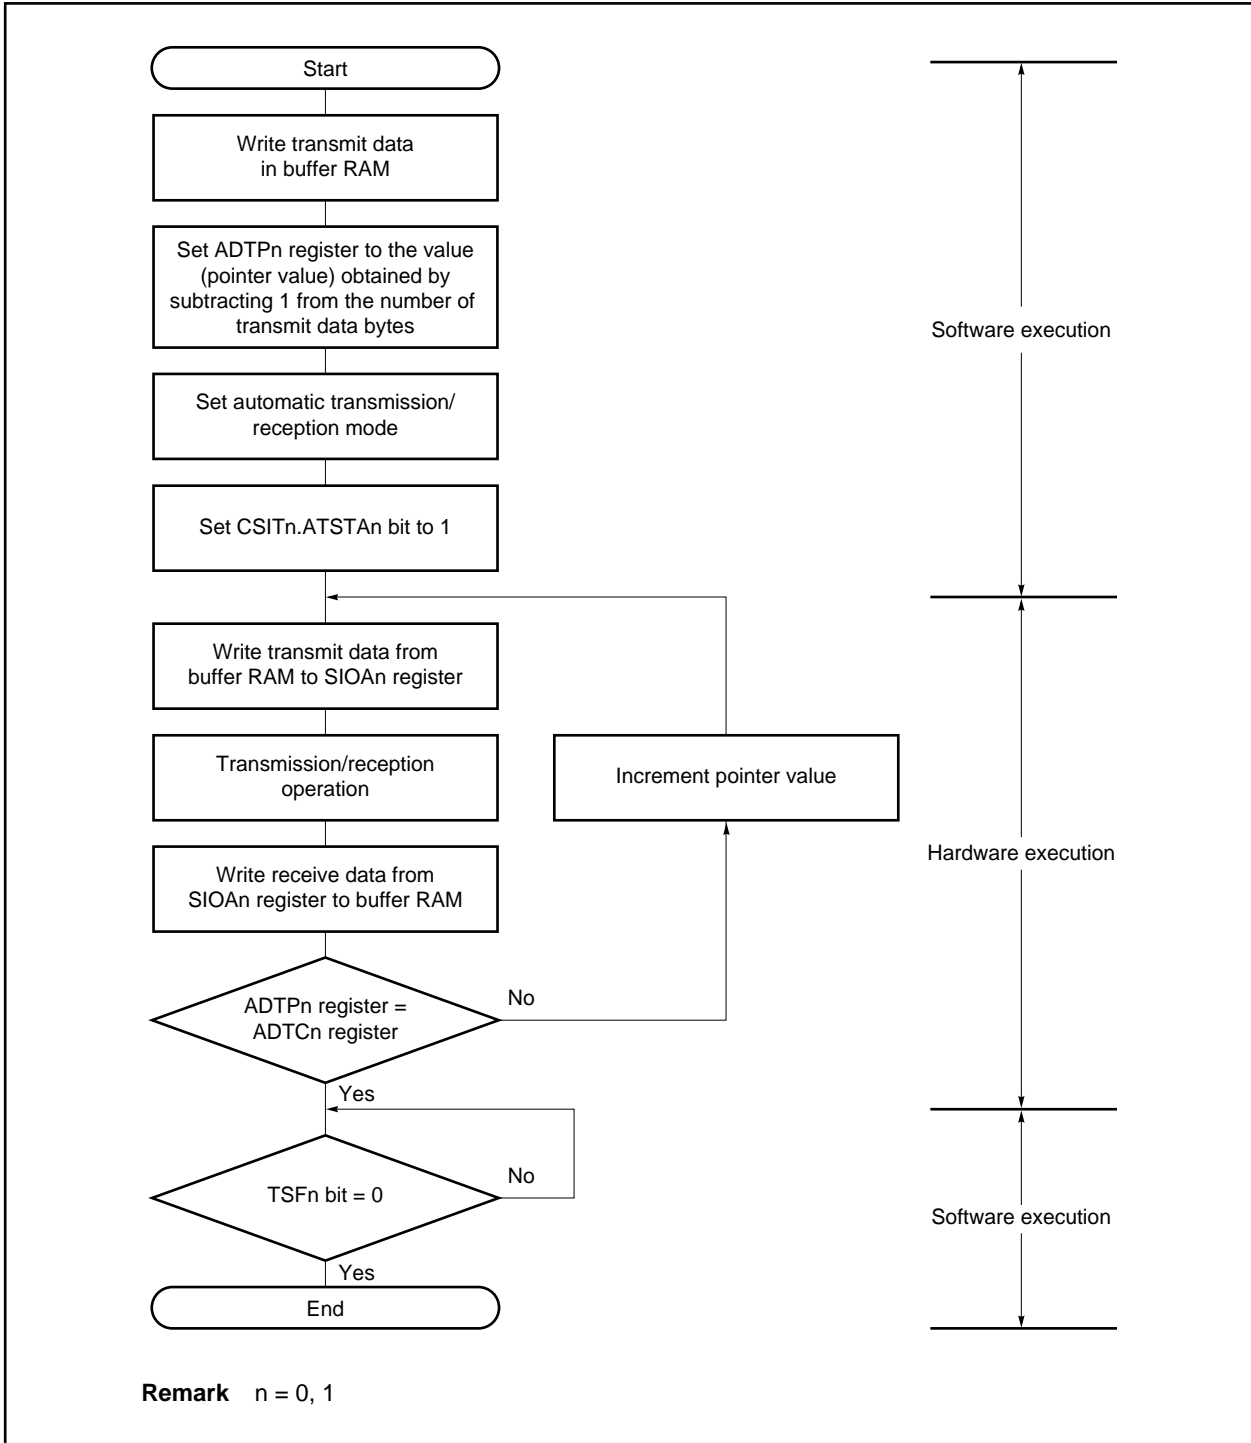 Start
Write transmit data
in buffer RAM
Set ADTPn register to the value
(pointer value) obtained by
subtracting 1 from the number of
transmit data bytes
Software execution
Set automatic transmission/
reception mode
Set CSITn.ATSTAn bit to 1
Write transmit data from
buffer RAM to SIOAn register
Transmission/reception
operation
Increment pointer value
Hardware execution
Write receive data from
SIOAn register to buffer RAM
ADTPn register =
ADTCn register
No
Yes
TSFn bit = 0
No
Software execution
Yes
End
Remark n = 0, 1